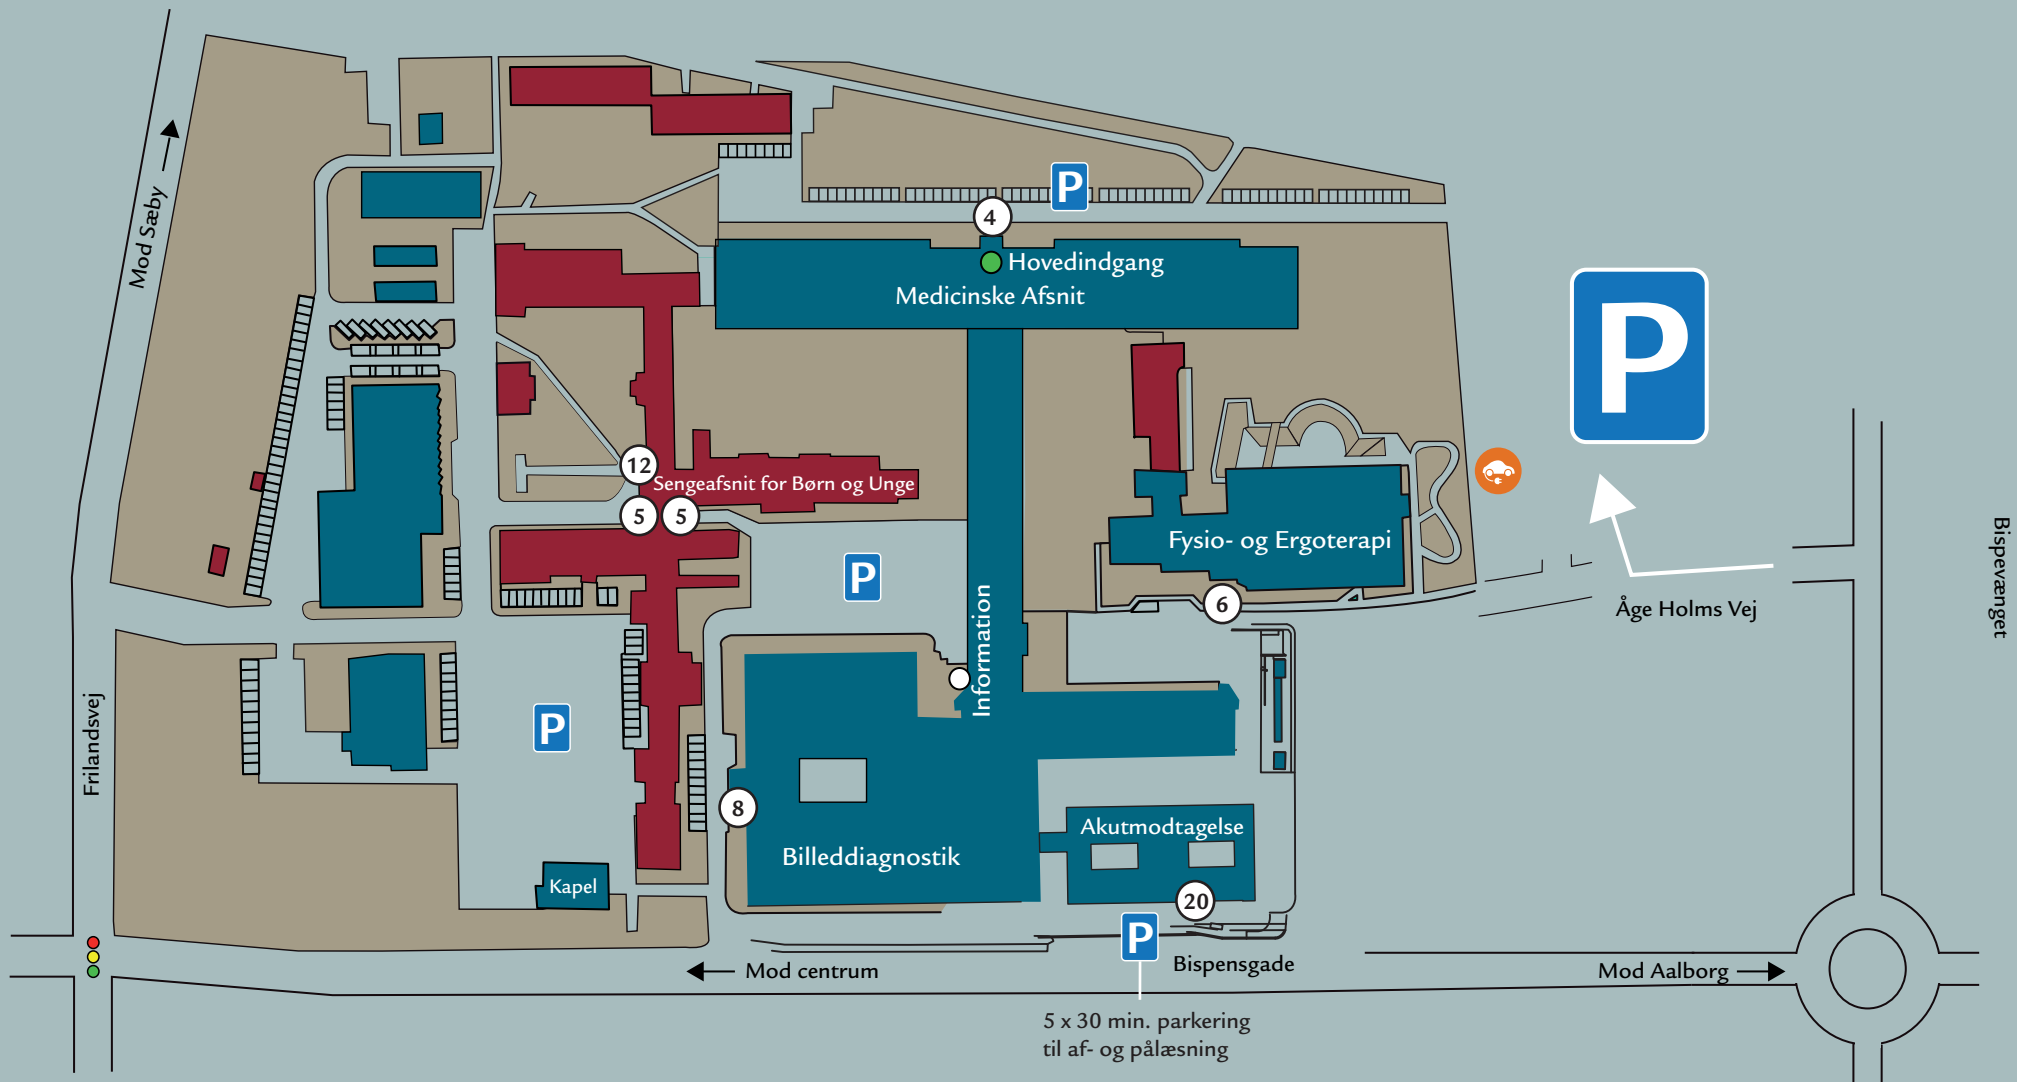 Mod Sæby
P
4
Hovedindgang
Medicinske Afsnit
P
12
Sengeafsnit for Børn og Unge
5
5
P
Fysio- og Ergoterapi
6
Åge Holms Vej
Bispevænget
Information
P
Frilandsvej
8
Billeddiagnostik
Akutmodtagelse
Kapel
20
P
Mod centrum
Bispensgade
Mod Aalborg
5 x 30 min. parkering
til af- og pålæsning